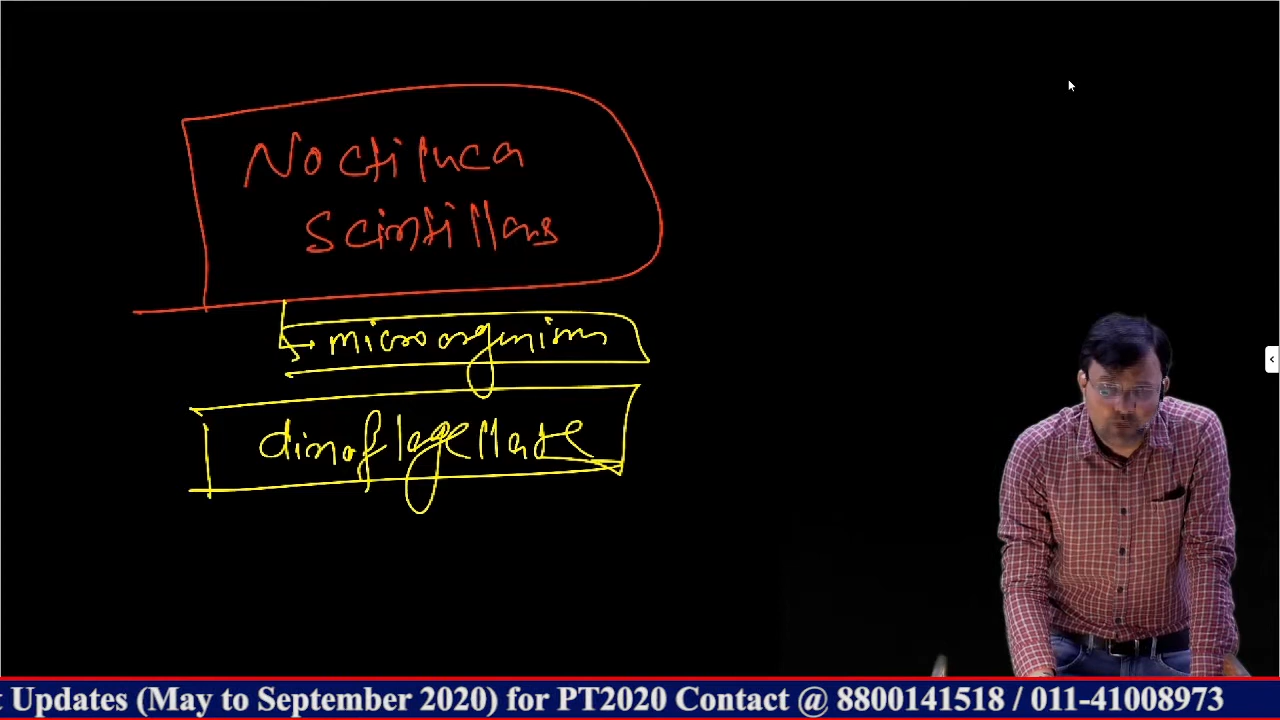 Noctiluca
Scintillans
microorganism
dinoflagellate
t Updates (May to September 2020) for PT2020 Contact @ 8800141518 / 011-41008973